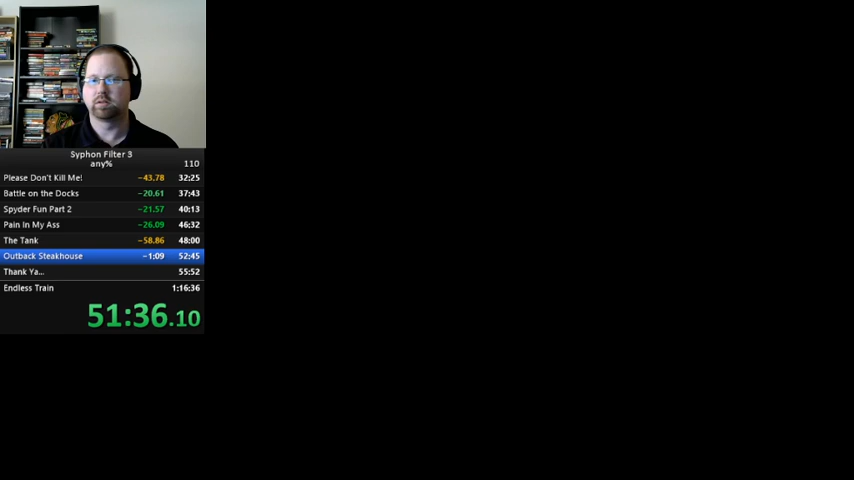 Syphon Filter 3
any% 110
Please Don't Kill Me! -43.78 32:25
Battle on the Docks -20.61 37:43
Spyder Fun Part 2 -21.57 40:13
Pain In My Ass -26.09 46:32
The Tank -58.86 48:00
Outback Steakhouse -1:09 52:45
Thank Ya... 55:52
Endless Train 1:16:36
51:36.10